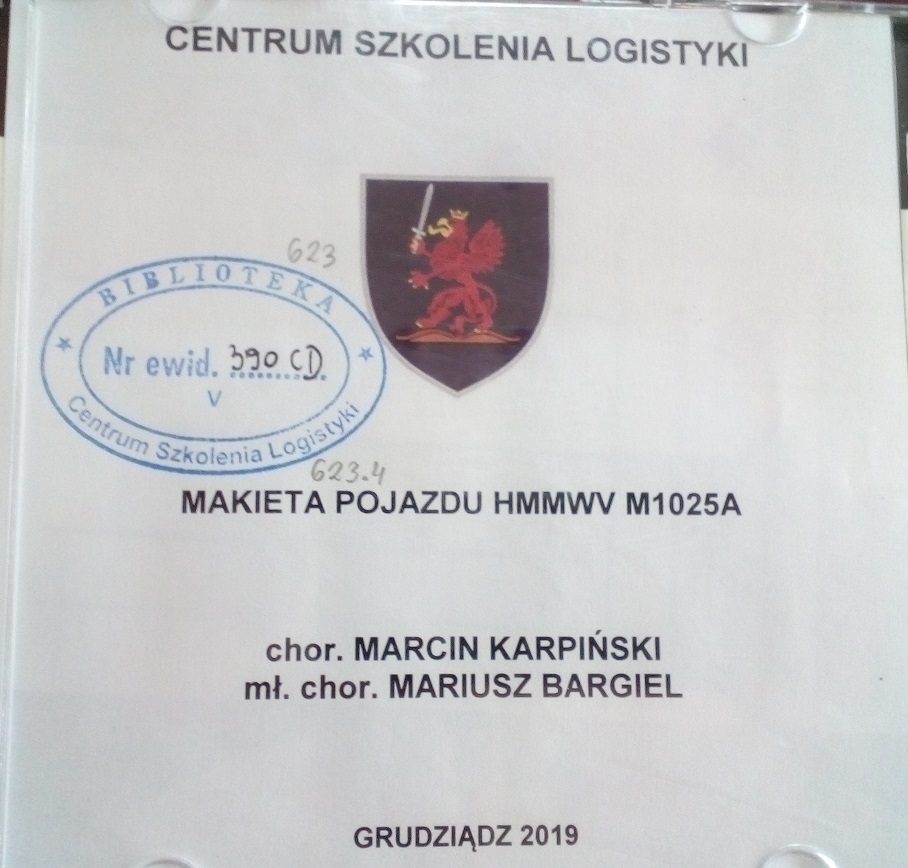 CENTRUM SZKOLENIA LOGISTYKI
623
BIBLIOTEKA
Nr ewid. 390 CD.
V
Centrum Szkolenia Logistyki
623.4
MAKIETA POJAZDU HMMWV M1025A
chor. MARCIN KARPIŃSKI
mł. chor. MARIUSZ BARGIEL
GRUDZIĄDZ 2019